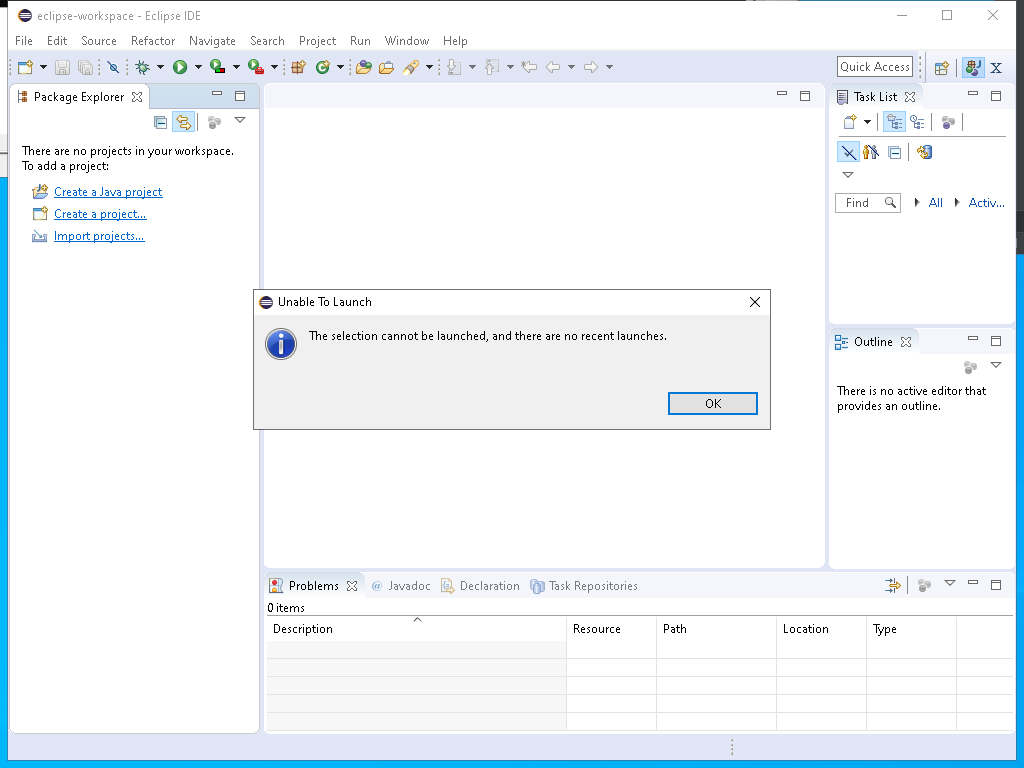 eclipse-workspace - Eclipse IDE
File Edit Source Refactor Navigate Search Project Run Window Help
Quick Access
Package Explorer
There are no projects in your workspace.
To add a project:
Create a Java project
Create a project...
Import projects...
Task List
Find
All
Activ...
Unable To Launch
The selection cannot be launched, and there are no recent launches.
OK
Outline
There is no active editor that
provides an outline.
Problems @ Javadoc Declaration Task Repositories
0 items
Description Resource Path Location Type